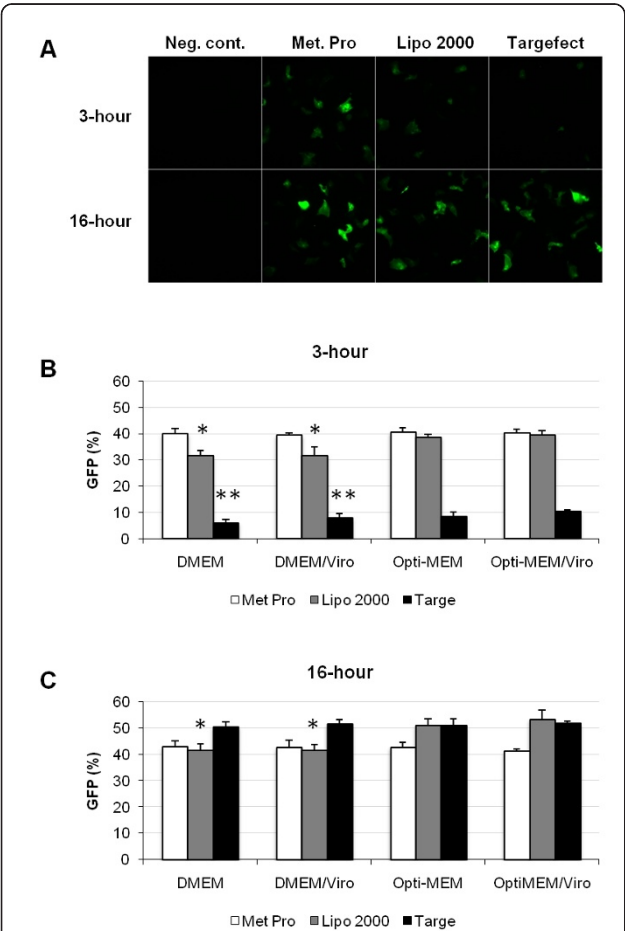 A
Neg. cont. Met. Pro Lipo 2000 Targefect
3-hour
16-hour
B
3-hour
GFP (%)
60
50
40
30
20
10
0
* ** * **
DMEM DMEM/Viro Opti-MEM Opti-MEM/Viro
Met Pro Lipo 2000 Targe
C
16-hour
GFP (%)
60
50
40
30
20
10
0
* *
DMEM DMEM/Viro Opti-MEM OptiMEM/Viro
Met Pro Lipo 2000 Targe